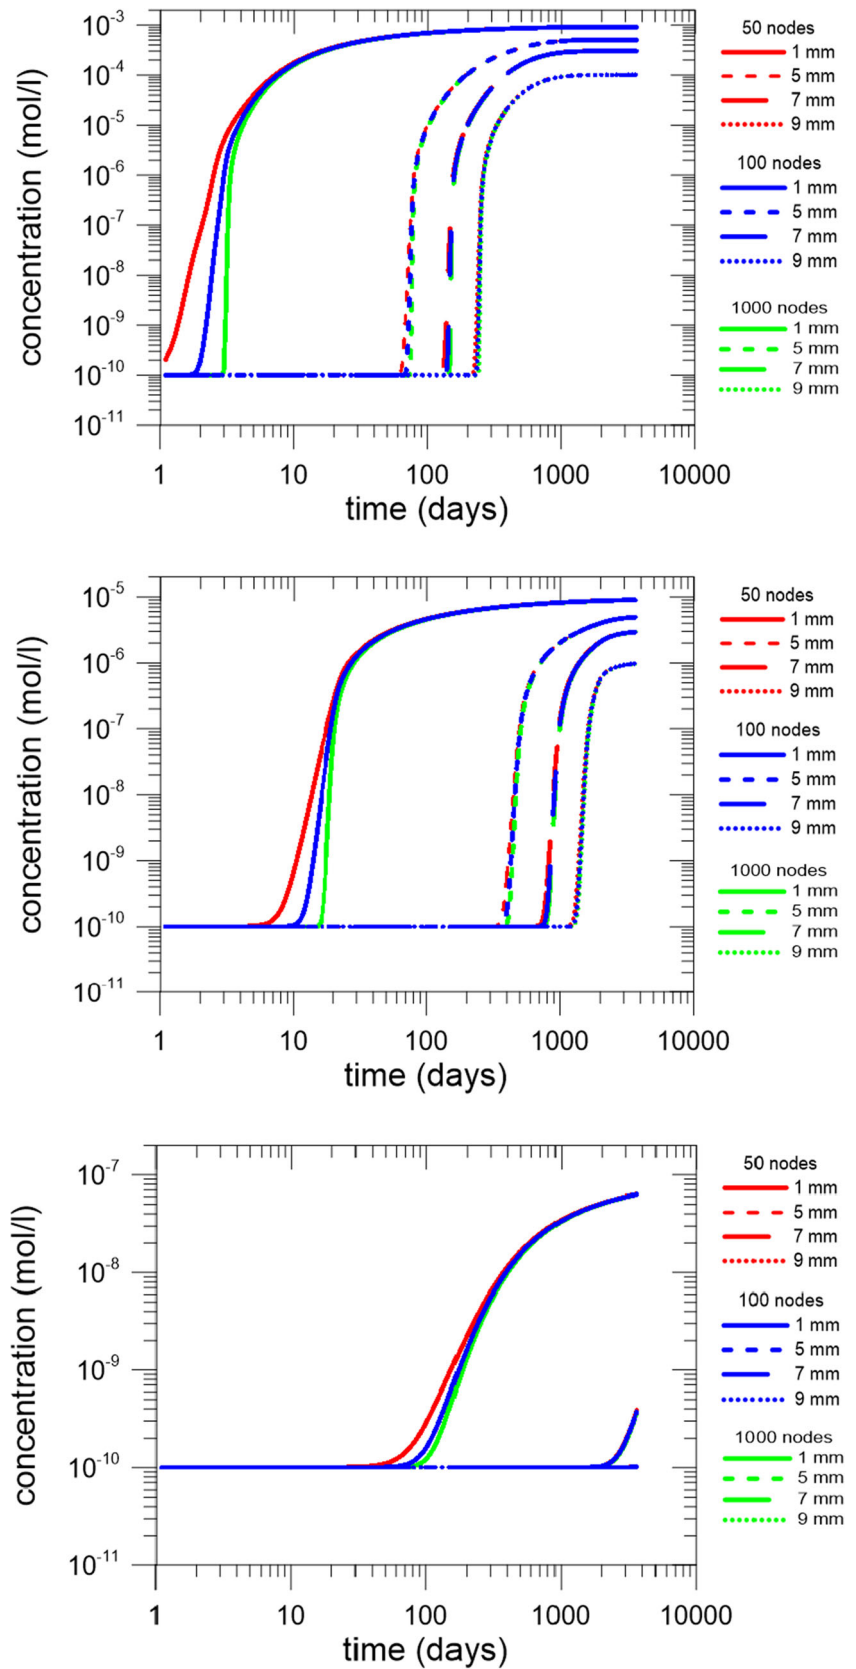 10-3
10-4
10-5
10-6
10-7
10-8
10-9
10-10
10-11
concentration (mol/l)
1 10 100 1000 10000
time (days)
50 nodes
1 mm
5 mm
7 mm
9 mm
100 nodes
1 mm
5 mm
7 mm
9 mm
1000 nodes
1 mm
5 mm
7 mm
9 mm
10-5
10-6
10-7
10-8
10-9
10-10
10-11
concentration (mol/l)
1 10 100 1000 10000
time (days)
50 nodes
1 mm
5 mm
7 mm
9 mm
100 nodes
1 mm
5 mm
7 mm
9 mm
1000 nodes
1 mm
5 mm
7 mm
9 mm
10-7
10-8
10-9
10-10
10-11
concentration (mol/l)
1 10 100 1000 10000
time (days)
50 nodes
1 mm
5 mm
7 mm
9 mm
100 nodes
1 mm
5 mm
7 mm
9 mm
1000 nodes
1 mm
5 mm
7 mm
9 mm